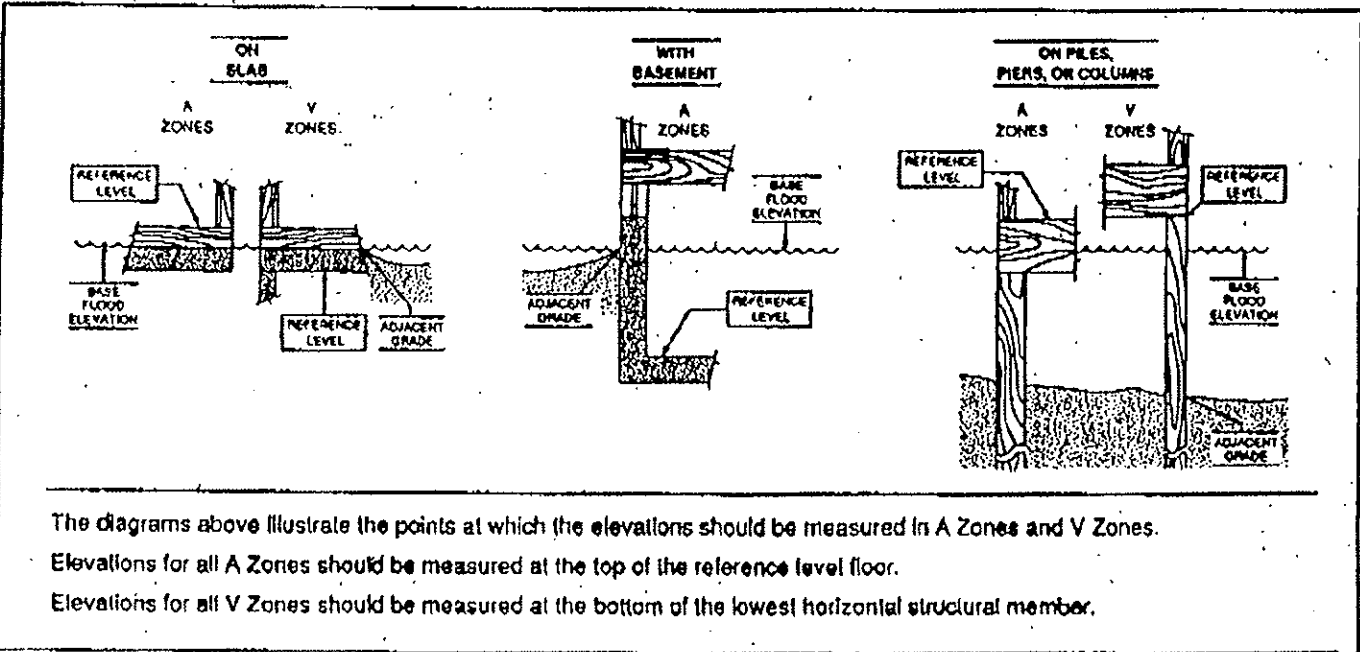 ON
SLAB
A
ZONES
V
ZONES.
REFERENCE
LEVEL
BASE
FLOOD
ELEVATION
REFERENCE
LEVEL
ADJACENT
GRADE
WITH
BASEMENT
A
ZONES
BASE
FLOOD
ELEVATION
ADJACENT
GRADE
REFERENCE
LEVEL
ON PILES,
PIERS, OR COLUMNS
A
ZONES
V
ZONES
REFERENCE
LEVEL
REFERENCE
LEVEL
BASE
FLOOD
ELEVATION
ADJACENT
GRADE
The diagrams above illustrate the points at which the elevations should be measured in A Zones and V Zones.
Elevations for all A Zones should be measured at the top of the reference level floor.
Elevations for all V Zones should be measured at the bottom of the lowest horizontal structural member.